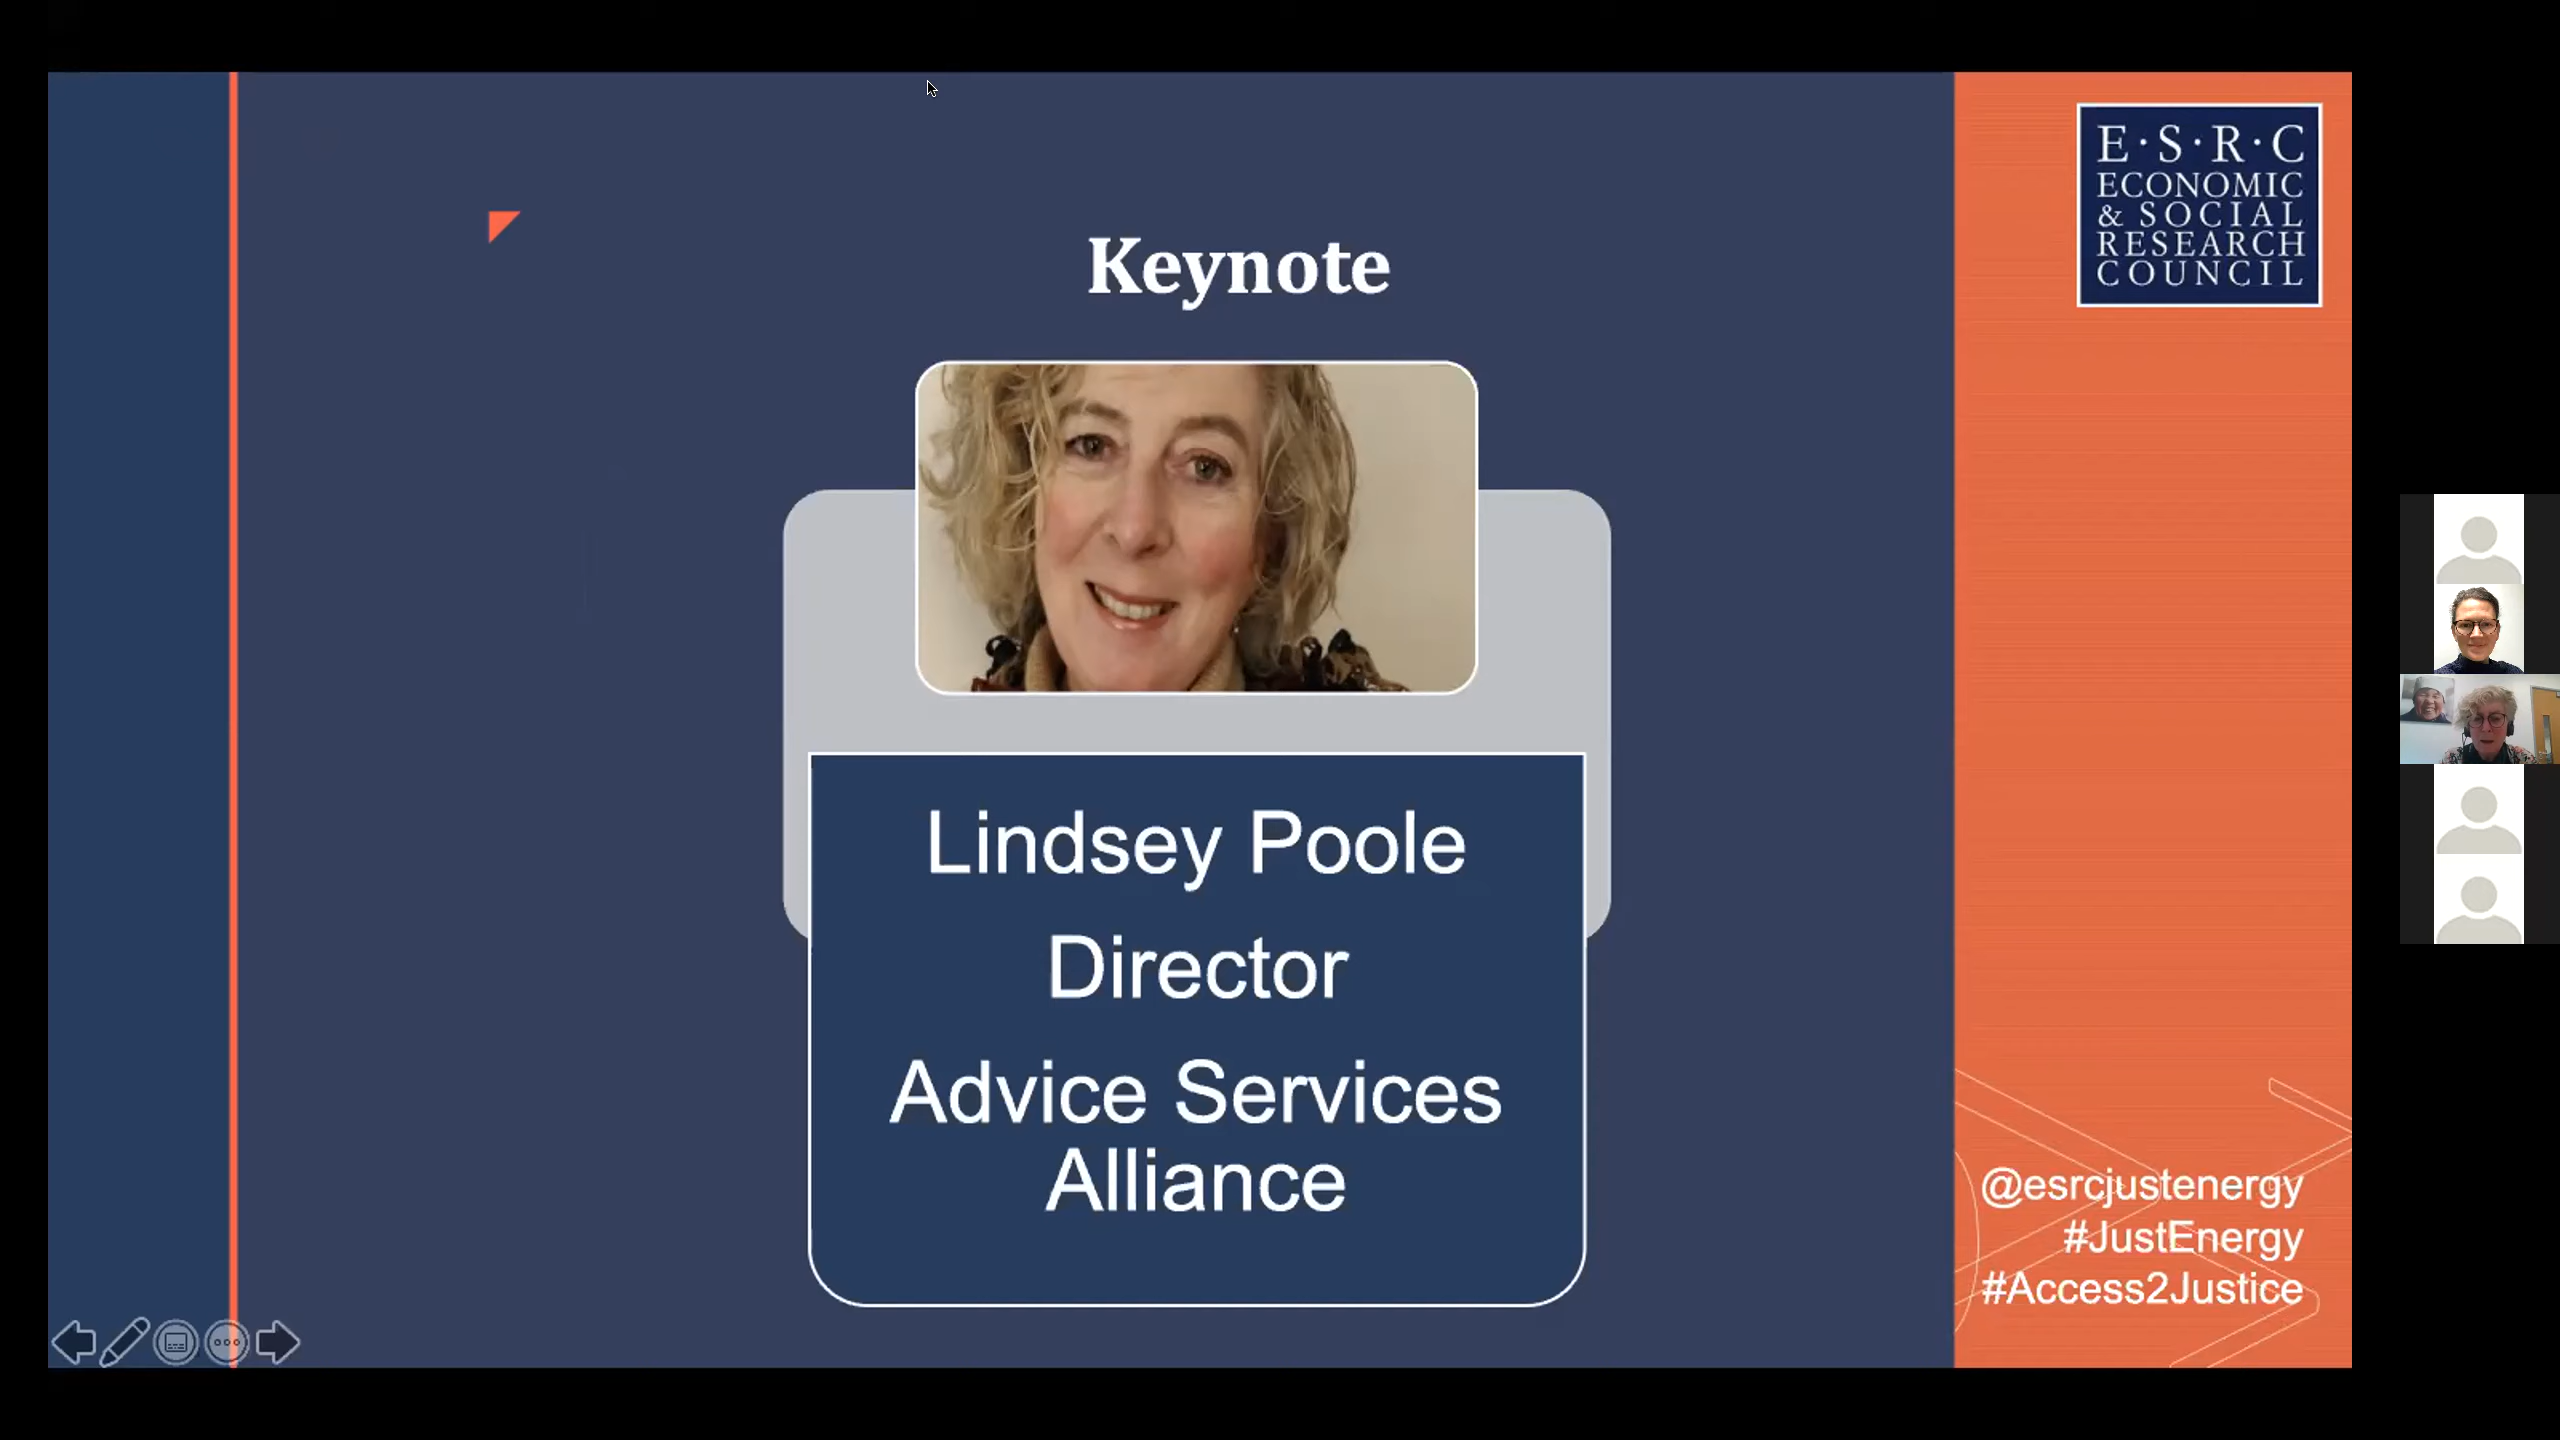 Keynote
E·S·R·C
ECONOMIC
& SOCIAL
RESEARCH
COUNCIL
Lindsey Poole
Director
Advice Services
Alliance
@esrcjustenergy
#JustEnergy
#Access2Justice